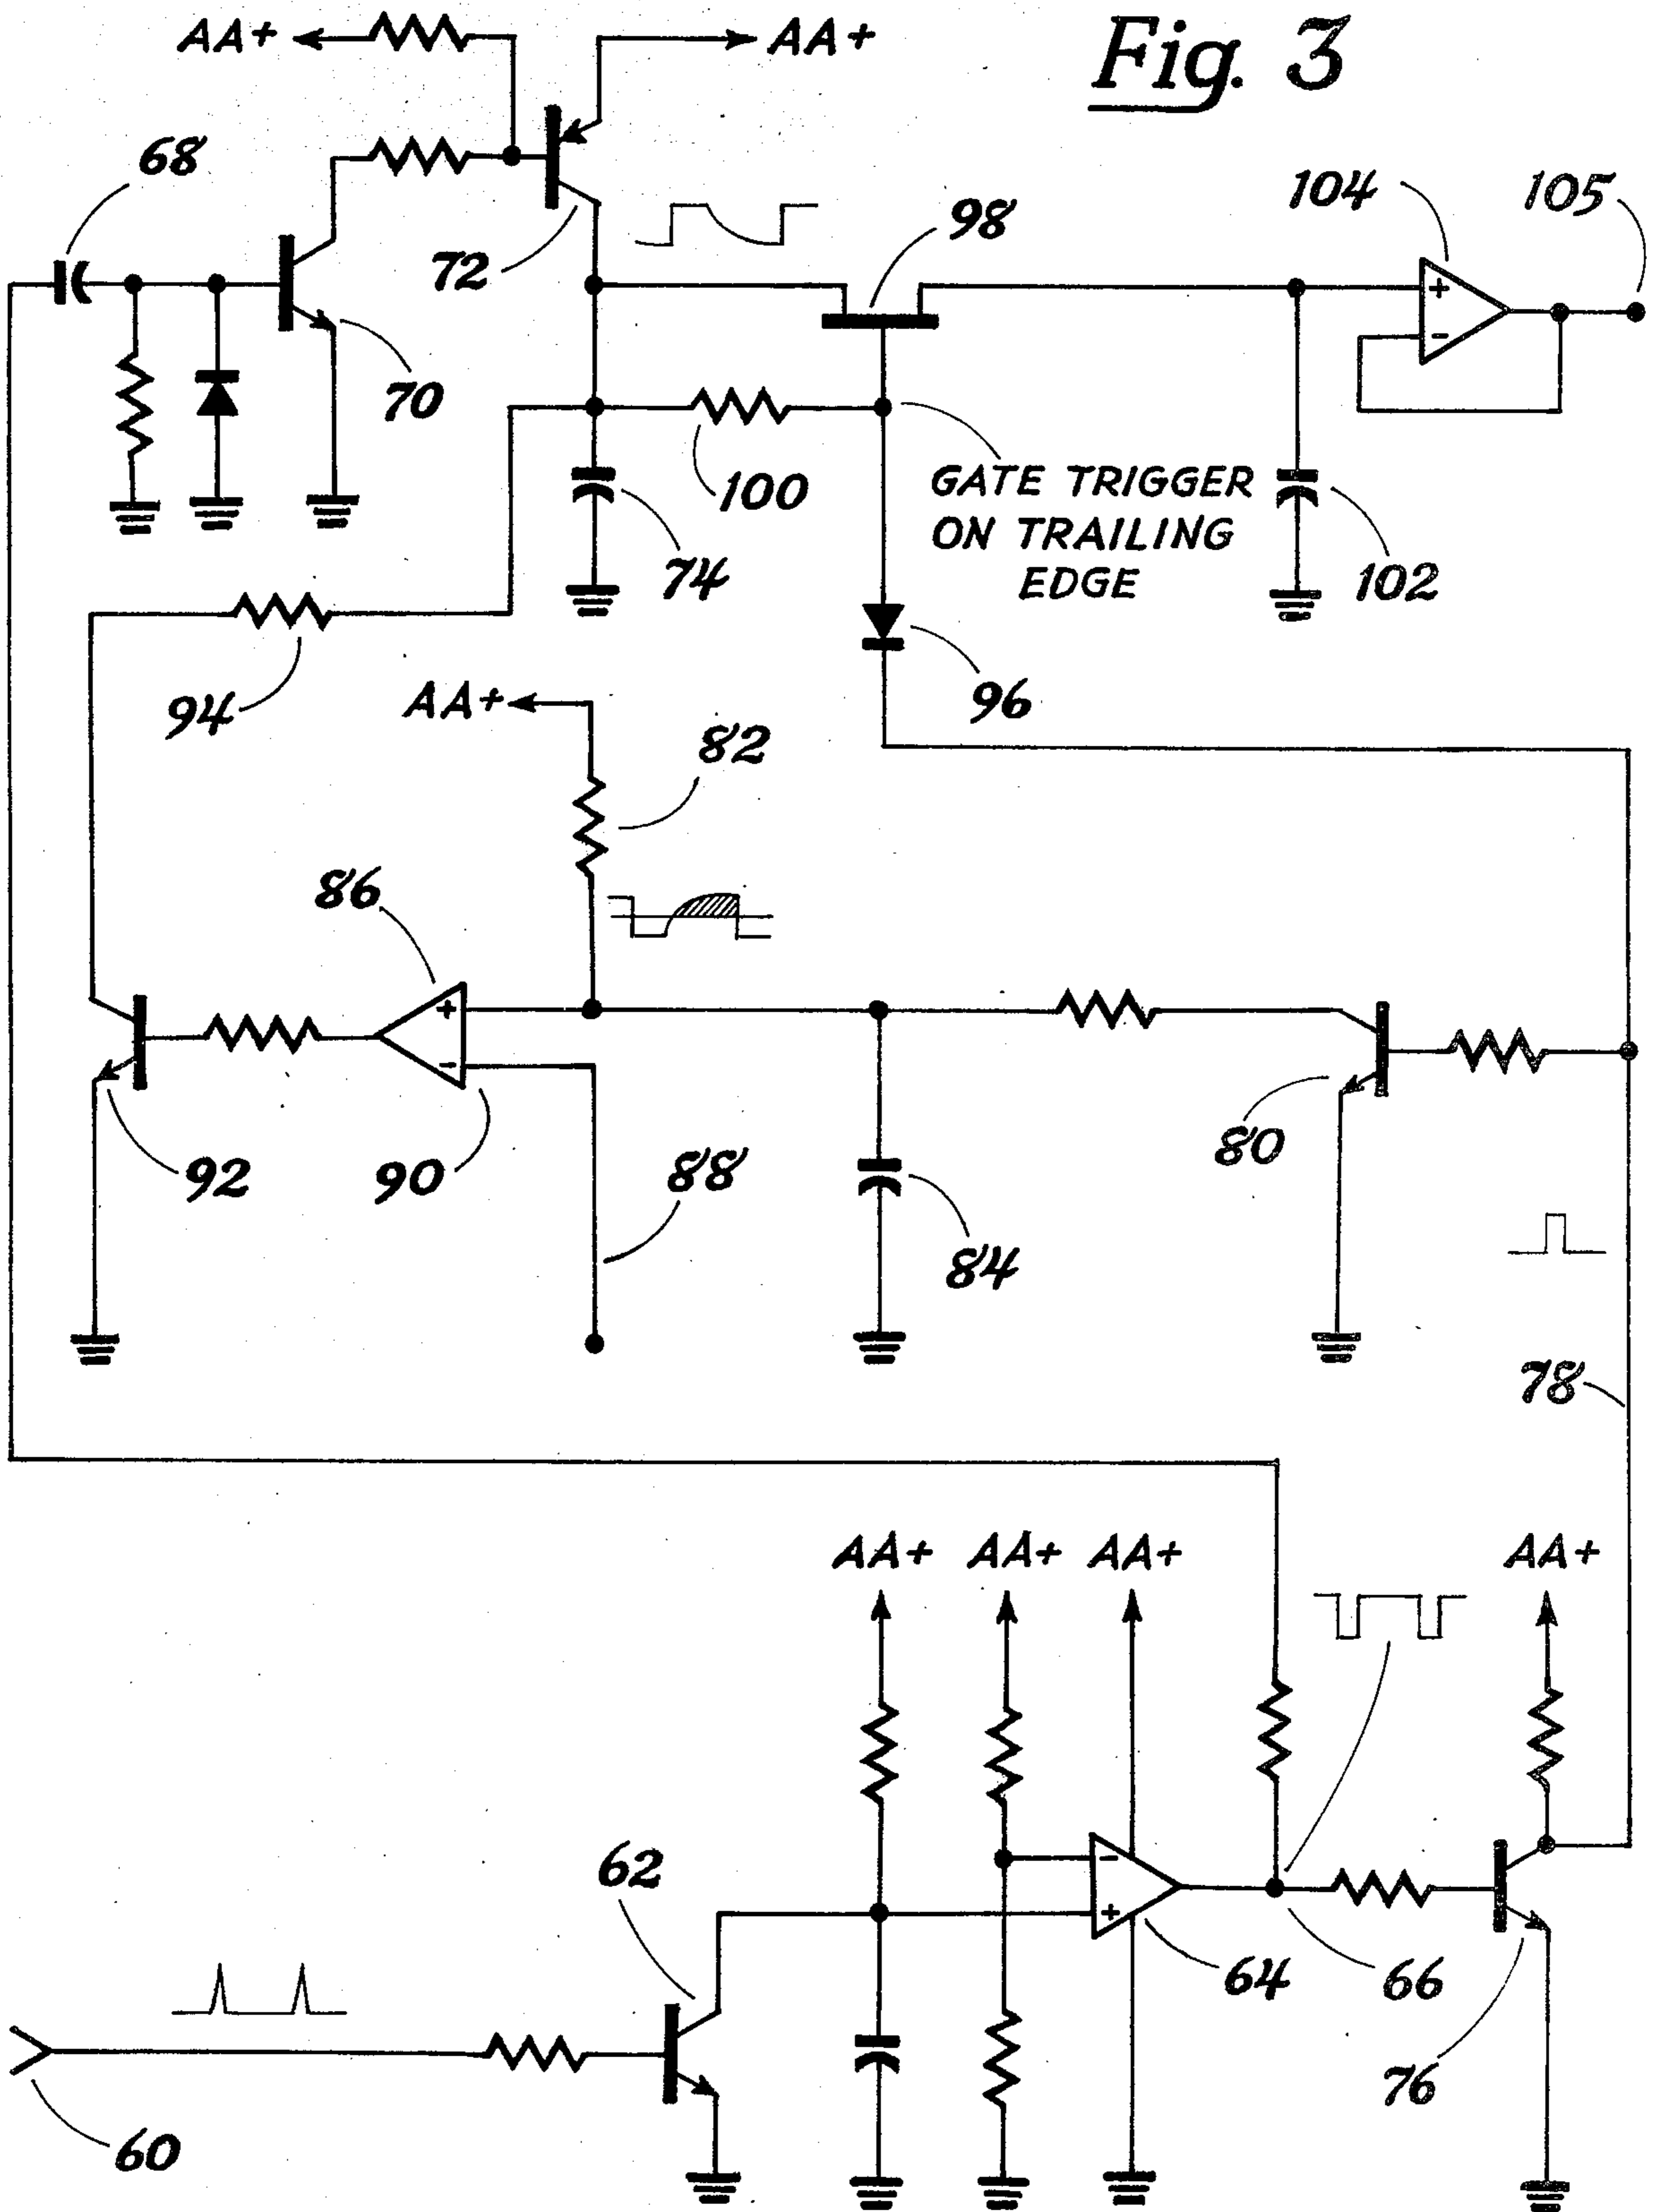 Fig. 3
AA+
AA+
68
104
105
98
72
70
100
GATE TRIGGER
ON TRAILING
EDGE
74
102
94
AA+
96
82
86
+
-
+
-
80
92
90
88
84
78
AA+
AA+
AA+
AA+
62
-
+
64
66
76
60